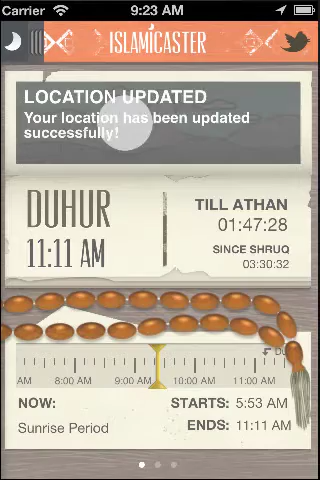 Carrier 9:23 AM
ISLAMICASTER
LOCATION UPDATED
Your location has been updated
successfully!
DUHUR
11:11 AM
TILL ATHAN
01:47:28
SINCE SHRUQ
03:30:32
Du
AM 8:00 AM 9:00 AM 10:00 AM 11:00 AM
NOW:
Sunrise Period
STARTS: 5:53 AM
ENDS: 11:11 AM